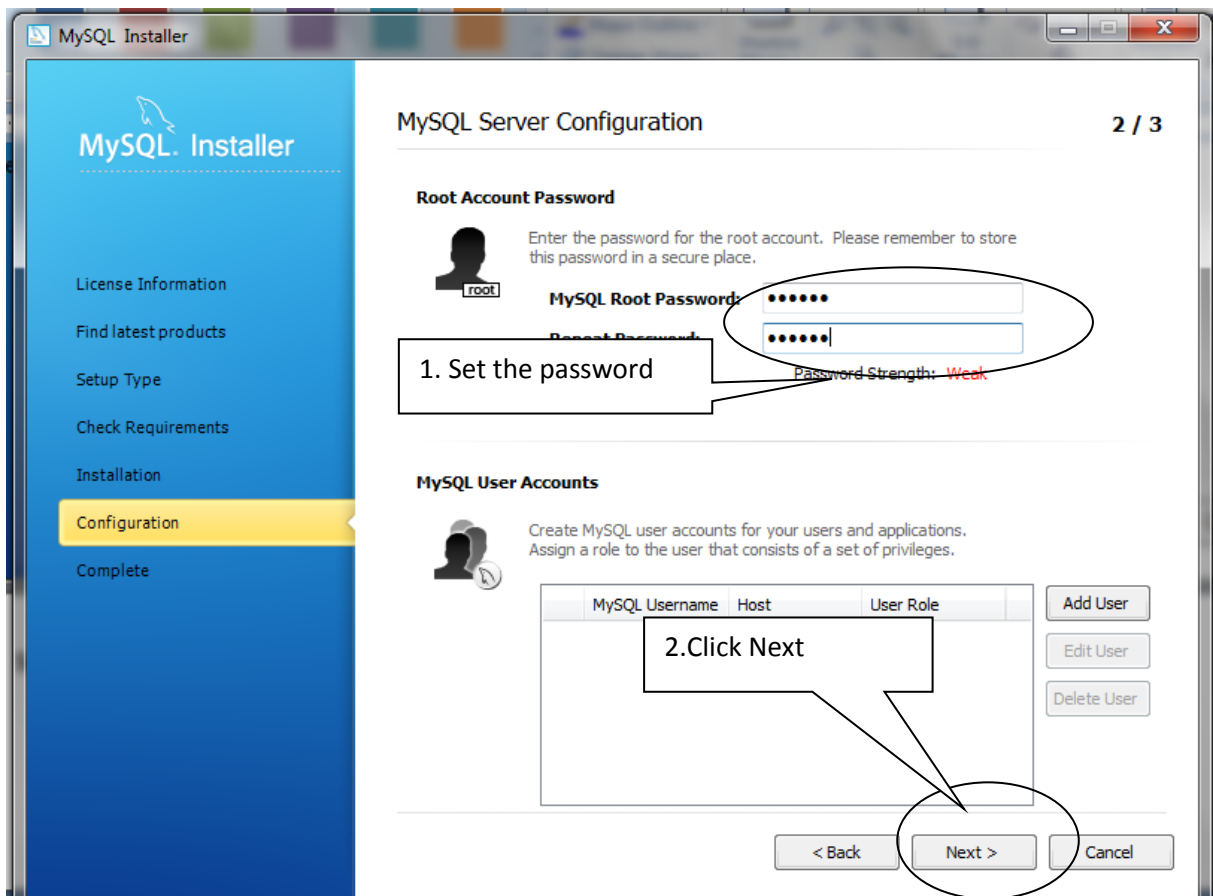 MySQL Installer
MySQL. Installer
MySQL Server Configuration
2 / 3
License Information
Find latest products
Setup Type
Check Requirements
Installation
Configuration
Complete
Root Account Password
Enter the password for the root account. Please remember to store
this password in a secure place.
root
MySQL Root Password: ••••••
Repeat Password: ••••••
Password Strength: Weak
1. Set the password
MySQL User Accounts
Create MySQL user accounts for your users and applications.
Assign a role to the user that consists of a set of privileges.
MySQL Username Host User Role
Add User
Edit User
Delete User
2.Click Next
< Back Next > Cancel